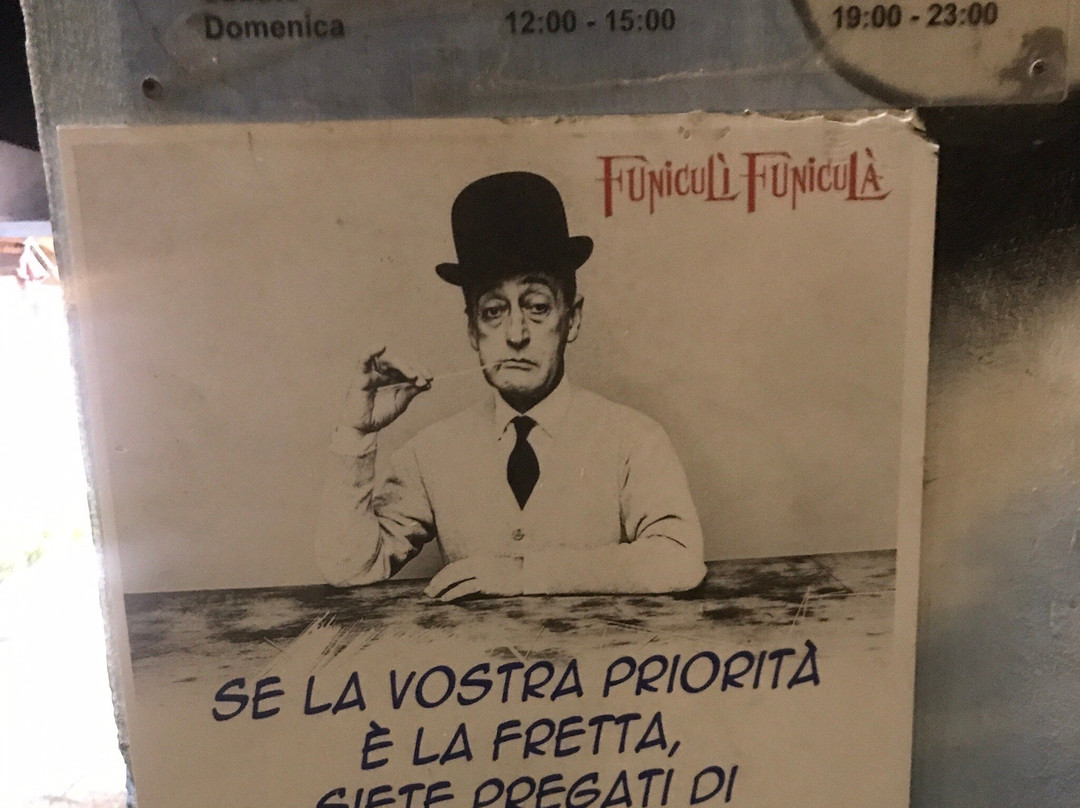 Domenica 12:00 - 15:00 19:00 - 23:00
FUNiCULÌ FUNiCULÀ
SE LA VOSTRA PRIORITÀ
È LA FRETTA,
SIETE PREGATI DI